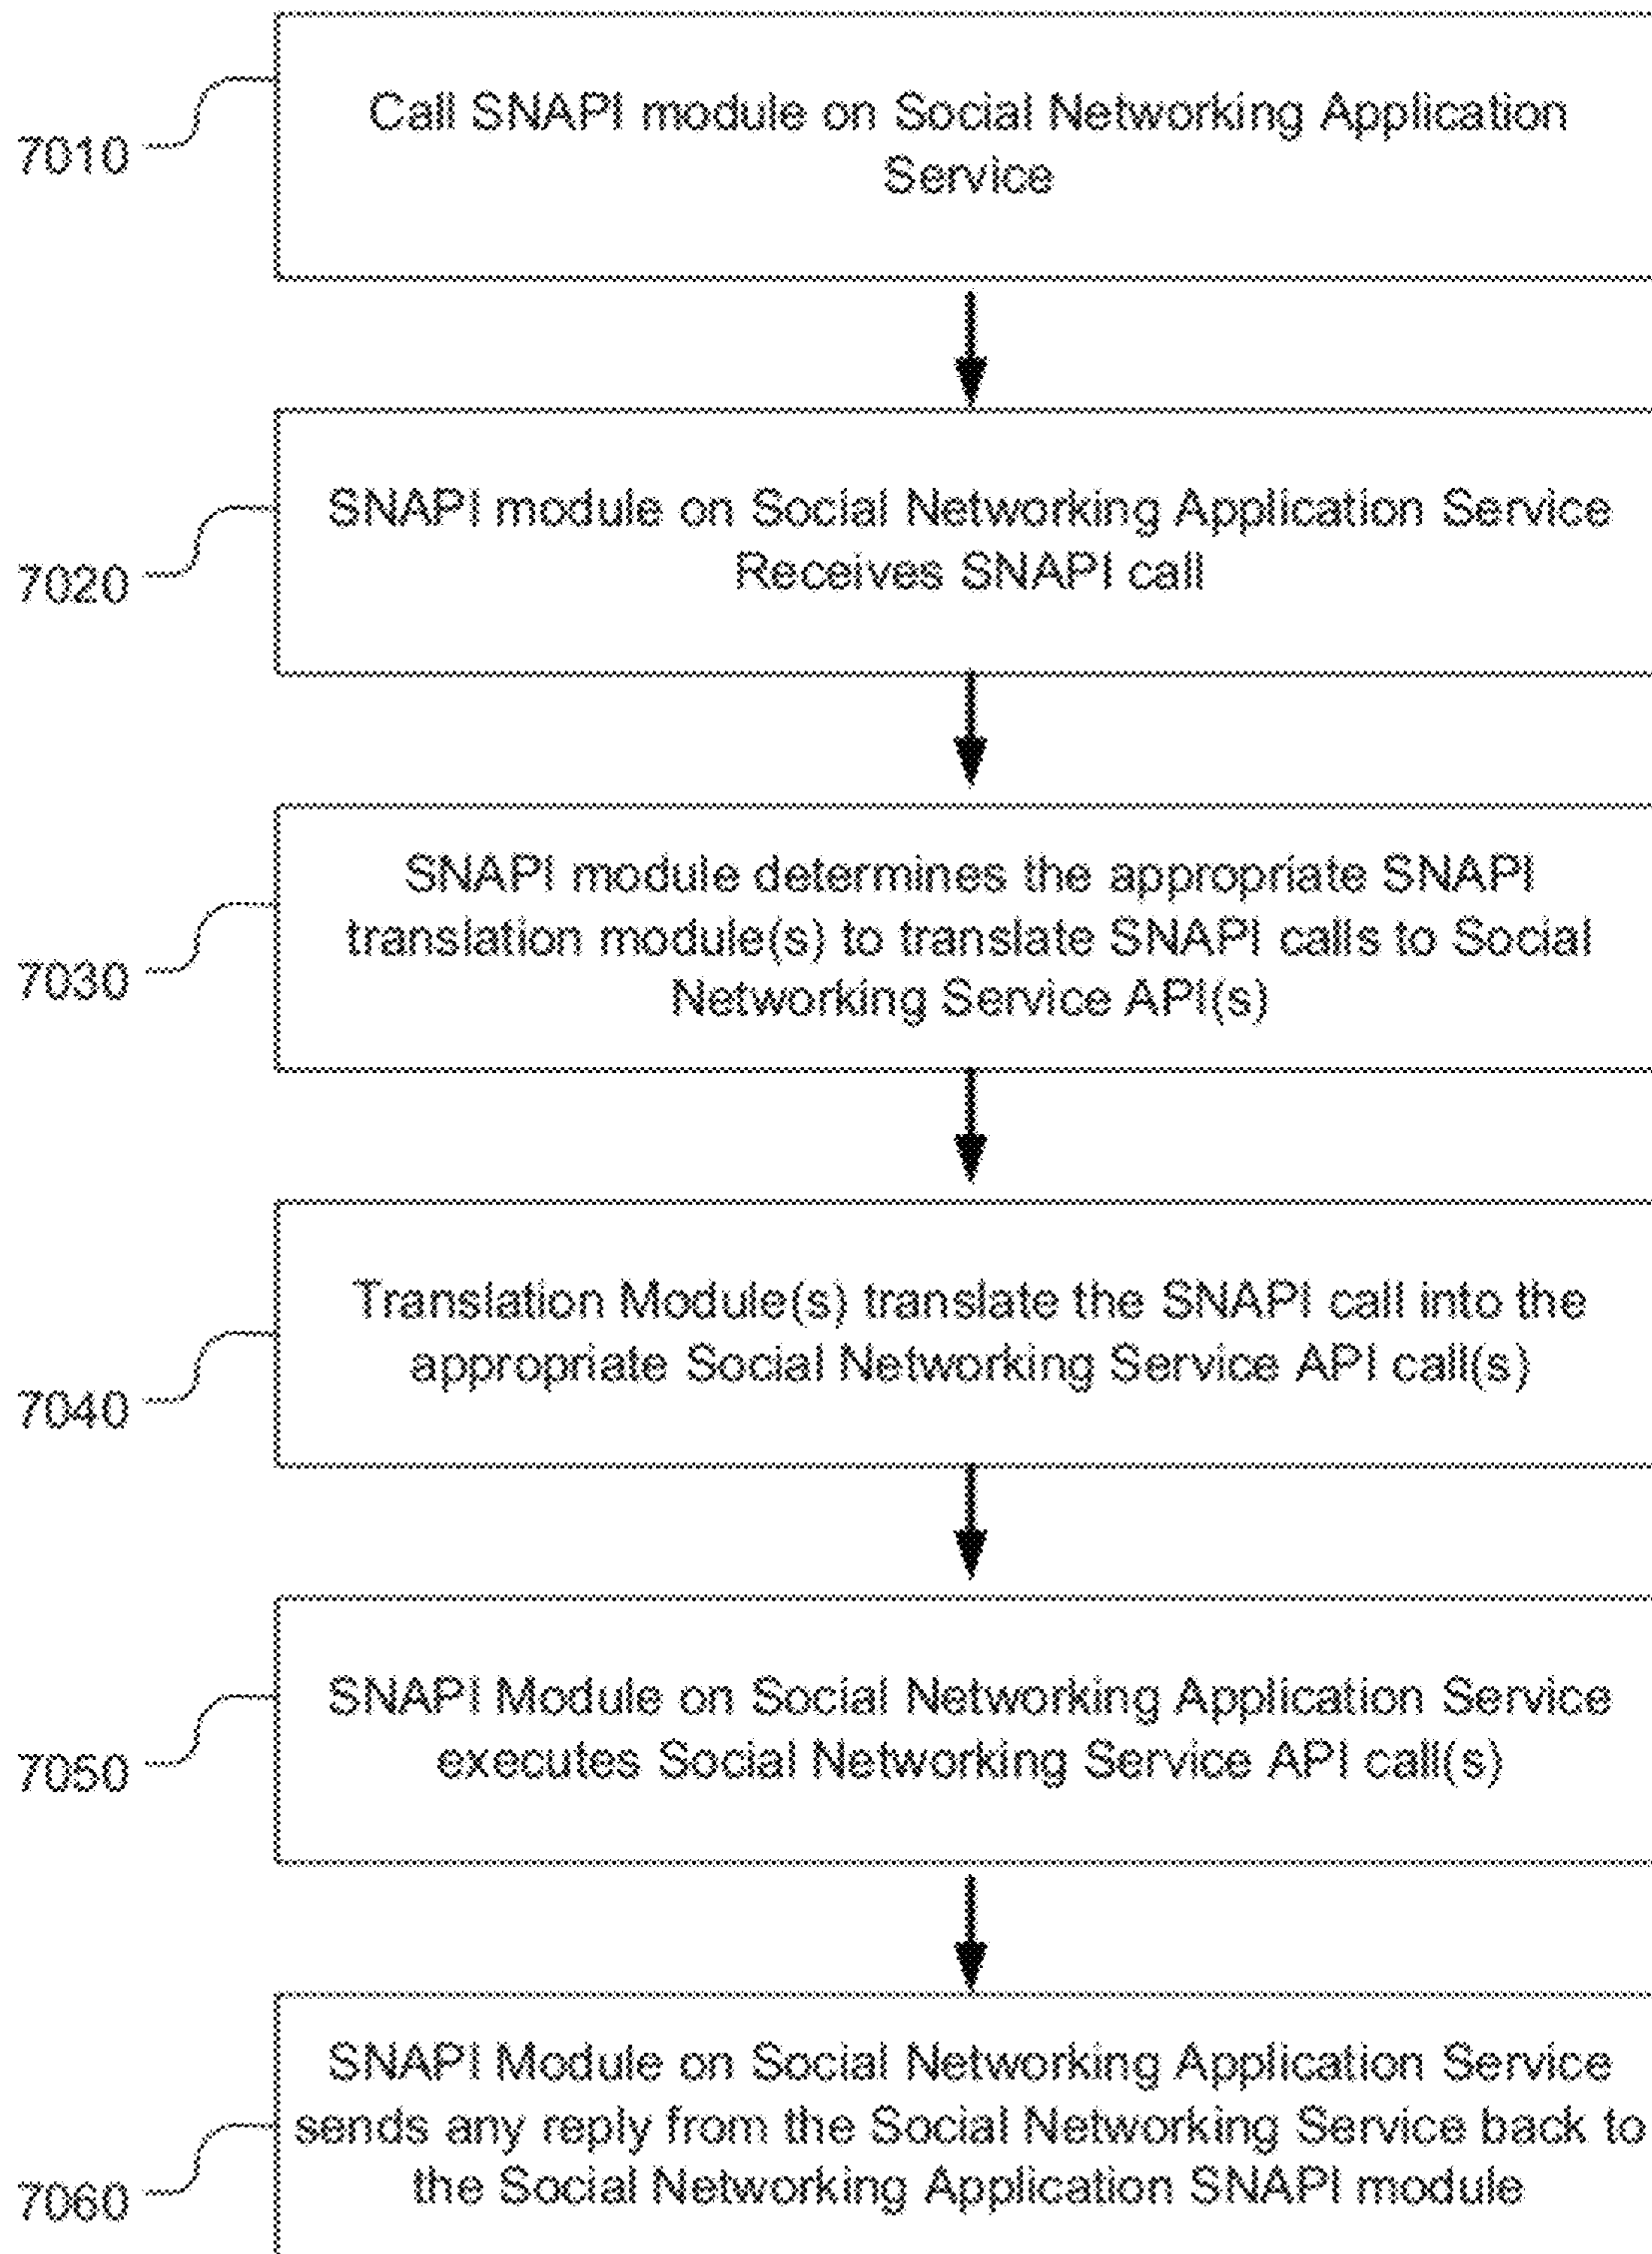 7010
Call SNAPI module on Social Networking Application
Service
7020
SNAPI module on Social Networking Application Service
Receives SNAPI call
7030
SNAPI module determines the appropriate SNAPI
translation module(s) to translate SNAPI calls to Social
Networking Service API(s)
7040
Translation Module(s) translate the SNAPI call into the
appropriate Social Networking Service API call(s)
7050
SNAPI Module on Social Networking Application Service
executes Social Networking Service API call(s)
7060
SNAPI Module on Social Networking Application Service
sends any reply from the Social Networking Service back to
the Social Networking Application SNAPI module